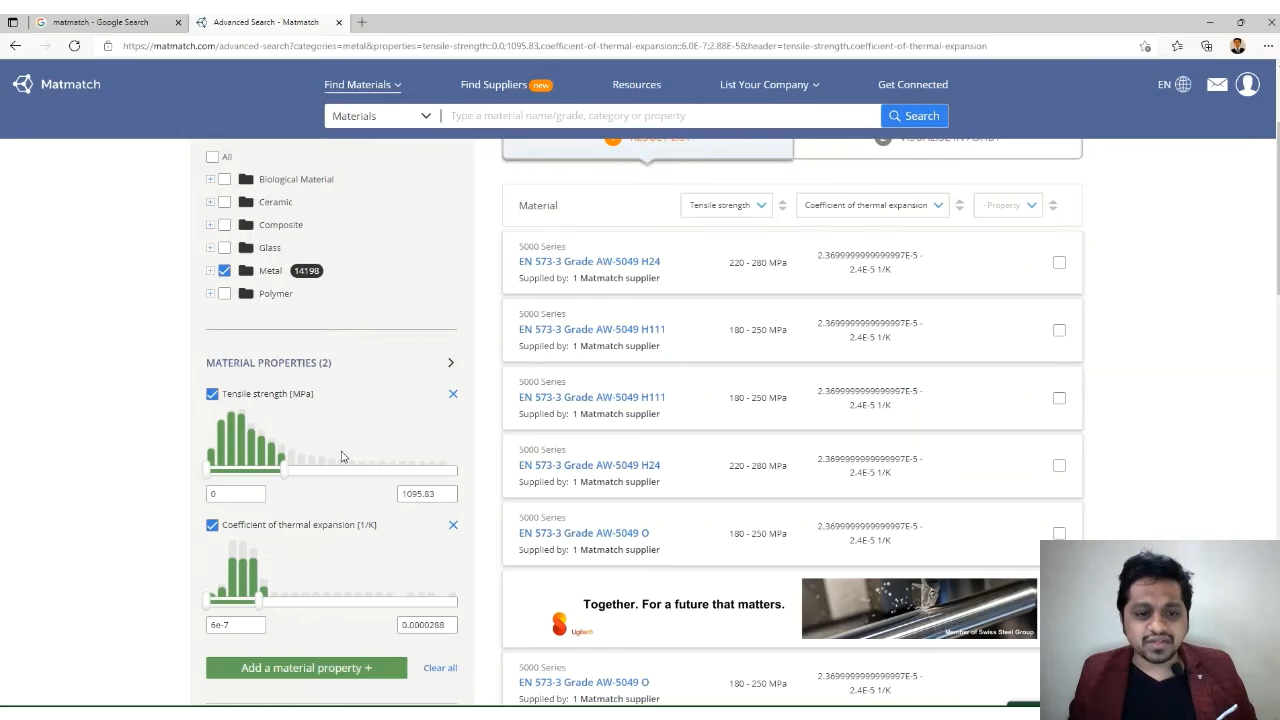 matmatch - Google Search
Advanced Search - Matmatch
https://matmatch.com/advanced-search?categories=metal&properties=tensile-strength::0.0;1095.83,coefficient-of-thermal-expansion::6.0E-7;2.88E-5&header=tensile-strength,coefficient-of-thermal-expansion
Matmatch
Find Materials
Find Suppliers new
Resources
List Your Company
Get Connected
EN
Materials
Type a material name/grade, category or property
Search
All
Biological Material
Ceramic
Composite
Glass
Metal 14198
Polymer
MATERIAL PROPERTIES (2)
Tensile strength [MPa]
0
1095.83
Coefficient of thermal expansion [1/K]
6e-7
0.0000288
Add a material property +
Clear all
RESULT LIST
Material
Tensile strength
Coefficient of thermal expansion
- Property
5000 Series
EN 573-3 Grade AW-5049 H24
Supplied by: 1 Matmatch supplier
220 - 280 MPa
2.3699999999999997E-5 -
2.4E-5 1/K
5000 Series
EN 573-3 Grade AW-5049 H111
Supplied by: 1 Matmatch supplier
180 - 250 MPa
2.3699999999999997E-5 -
2.4E-5 1/K
5000 Series
EN 573-3 Grade AW-5049 H111
Supplied by: 1 Matmatch supplier
180 - 250 MPa
2.3699999999999997E-5 -
2.4E-5 1/K
5000 Series
EN 573-3 Grade AW-5049 H24
Supplied by: 1 Matmatch supplier
220 - 280 MPa
2.3699999999999997E-5 -
2.4E-5 1/K
5000 Series
EN 573-3 Grade AW-5049 O
Supplied by: 1 Matmatch supplier
180 - 250 MPa
2.3699999999999997E-5 -
2.4E-5 1/K
Together. For a future that matters.
Ugitech
Member of Swiss Steel Group
5000 Series
EN 573-3 Grade AW-5049 O
Supplied by: 1 Matmatch supplier
180 - 250 MPa
2.3699999999999997E-5 -
2.4E-5 1/K